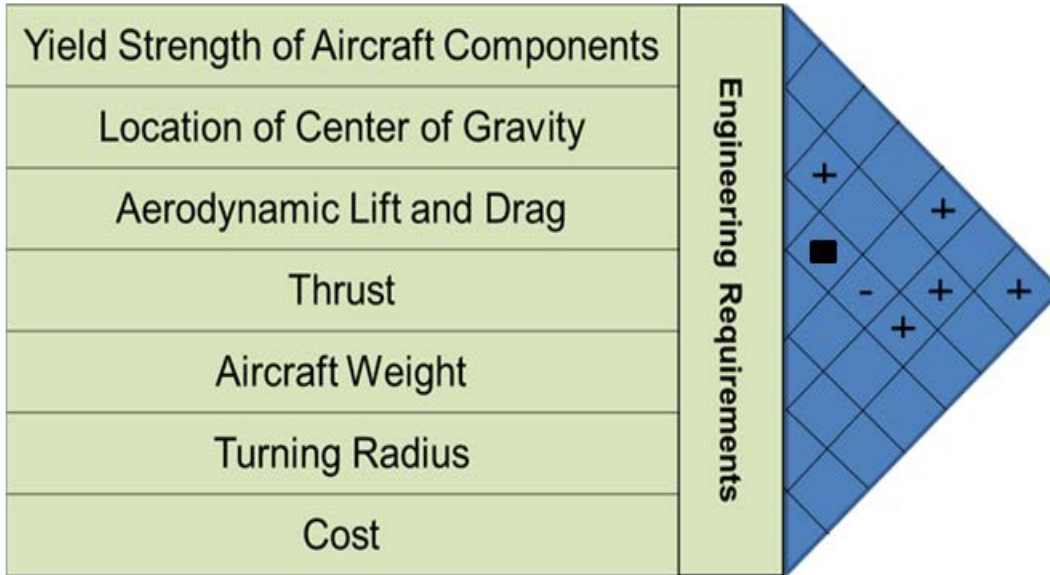 Yield Strength of Aircraft Components
Location of Center of Gravity
Aerodynamic Lift and Drag
Thrust
Aircraft Weight
Turning Radius
Cost
Engineering Requirements
+
+
-
+
+
+